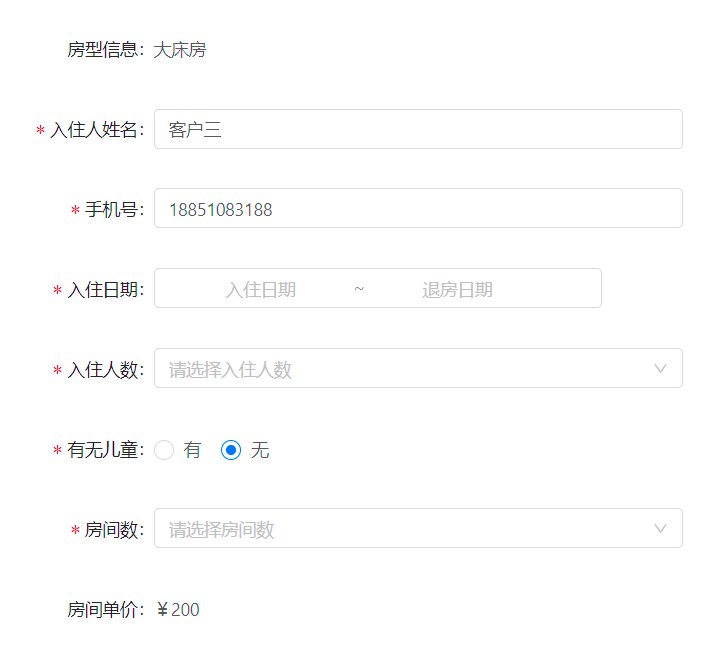 房型信息：大床房
* 入住人姓名： 客户三
* 手机号： 18851083188
* 入住日期： 入住日期 ~ 退房日期
* 入住人数： 请选择入住人数
* 有无儿童： 有 无
* 房间数： 请选择房间数
房间单价：￥200